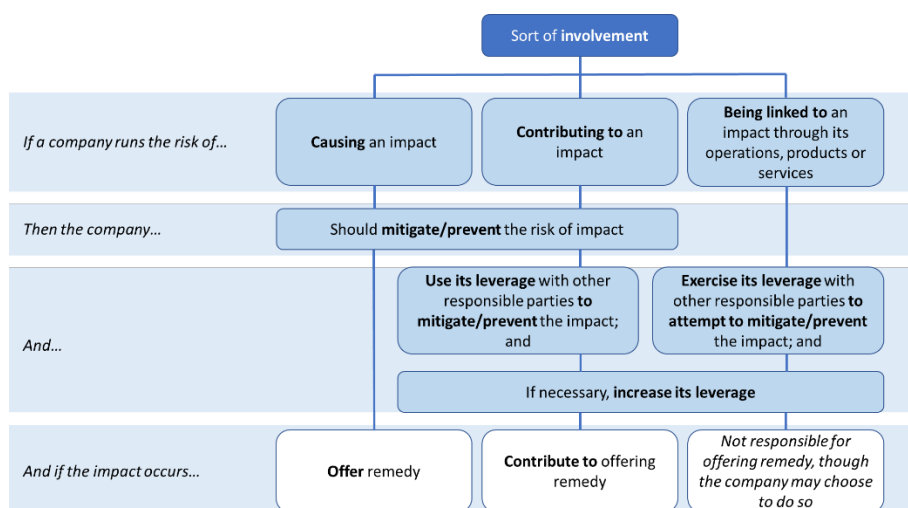 Sort of involvement
If a company runs the risk of...
Causing an impact
Contributing to an
impact
Being linked to an
impact through its
operations, products or
services
Then the company...
Should mitigate/prevent the risk of impact
And...
Use its leverage with other
responsible parties to
mitigate/prevent the impact;
and
Exercise its leverage with
other responsible parties to
attempt to mitigate/prevent
the impact; and
If necessary, increase its leverage
And if the impact occurs...
Offer remedy
Contribute to offering
remedy
Not responsible for
offering remedy, though
the company may choose
to do so